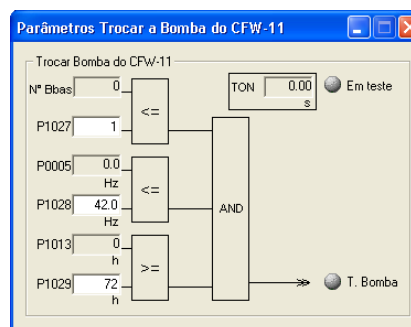 Parâmetros Trocar a Bomba do CFW-11
Trocar Bomba do CFW-11
Nº Bbas 0
<=
P1027 1
TON 0.00
s
Em teste
P0005 0.0
Hz
<=
P1028 42.0
Hz
AND
P1013 0
h
>=
P1029 72
h
T. Bomba